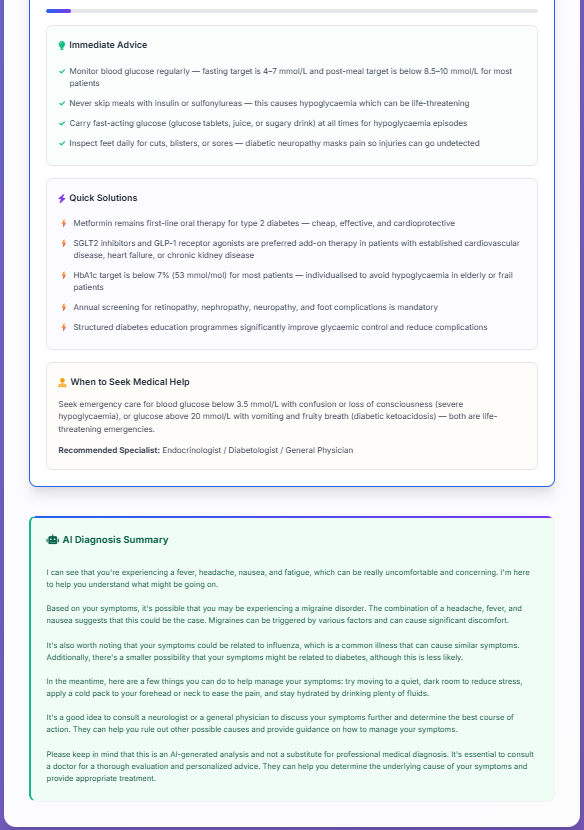 Immediate Advice
Monitor blood glucose regularly — fasting target is 4–7 mmol/L and post-meal target is below 8.5–10 mmol/L for most
patients
Never skip meals with insulin or sulfonylureas — this causes hypoglycaemia which can be life-threatening
Carry fast-acting glucose (glucose tablets, juice, or sugary drink) at all times for hypoglycaemia episodes
Inspect feet daily for cuts, blisters, or sores — diabetic neuropathy masks pain so injuries can go undetected
Quick Solutions
Metformin remains first-line oral therapy for type 2 diabetes — cheap, effective, and cardioprotective
SGLT2 inhibitors and GLP-1 receptor agonists are preferred add-on therapy in patients with established cardiovascular
disease, heart failure, or chronic kidney disease
HbA1c target is below 7% (53 mmol/mol) for most patients — individualised to avoid hypoglycaemia in elderly or frail
patients
Annual screening for retinopathy, nephropathy, neuropathy, and foot complications is mandatory
Structured diabetes education programmes significantly improve glycaemic control and reduce complications
When to Seek Medical Help
Seek emergency care for blood glucose below 3.5 mmol/L with confusion or loss of consciousness (severe
hypoglycaemia), or glucose above 20 mmol/L with vomiting and fruity breath (diabetic ketoacidosis) — both are life-
threatening emergencies.
Recommended Specialist: Endocrinologist / Diabetologist / General Physician
AI Diagnosis Summary
I can see that you're experiencing a fever, headache, nausea, and fatigue, which can be really uncomfortable and concerning. I'm here
to help you understand what might be going on.
Based on your symptoms, it's possible that you may be experiencing a migraine disorder. The combination of a headache, fever, and
nausea suggests that this could be the case. Migraines can be triggered by various factors and can cause significant discomfort.
It's also worth noting that your symptoms could be related to influenza, which is a common illness that can cause similar symptoms.
Additionally, there's a smaller possibility that your symptoms might be related to diabetes, although this is less likely.
In the meantime, here are a few things you can do to help manage your symptoms: try moving to a quiet, dark room to reduce stress,
apply a cold pack to your forehead or neck to ease the pain, and stay hydrated by drinking plenty of fluids.
It's a good idea to consult a neurologist or a general physician to discuss your symptoms further and determine the best course of
action. They can help you rule out other possible causes and provide guidance on how to manage your symptoms.
Please keep in mind that this is an AI-generated analysis and not a substitute for professional medical diagnosis. It's essential to consult
a doctor for a thorough evaluation and personalized advice. They can help you determine the underlying cause of your symptoms and
provide appropriate treatment.